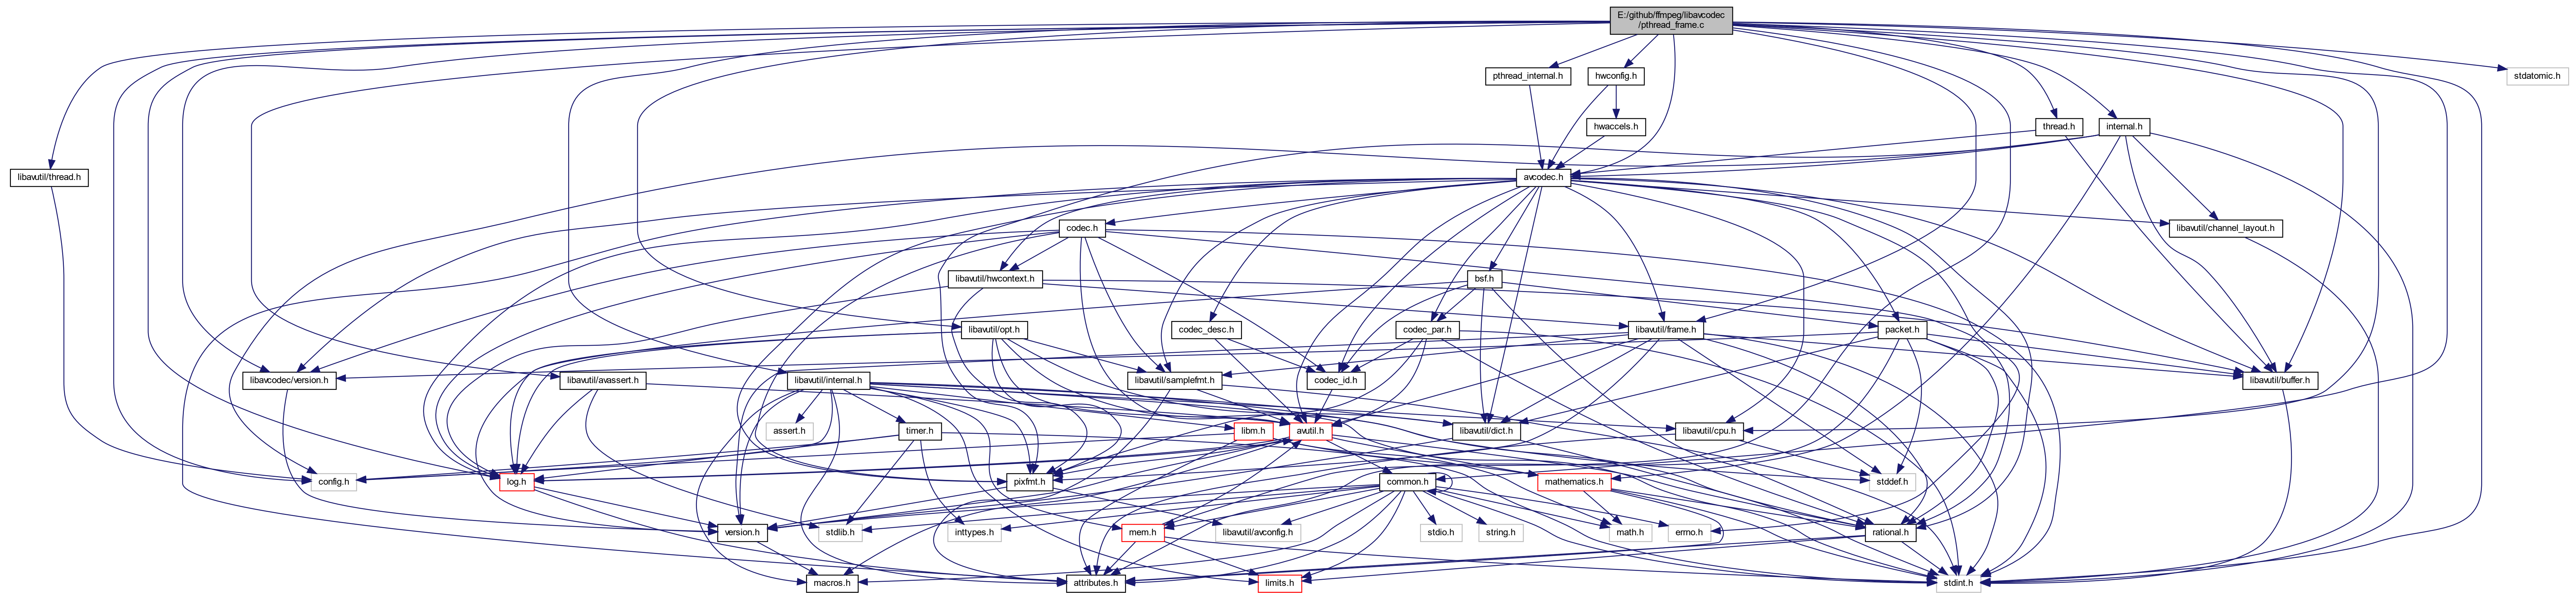 E:/github/ffmpeg/libavcodec
/pthread_frame.c
pthread_internal.h
hwconfig.h
stdatomic.h
hwaccels.h
thread.h
internal.h
libavutil/thread.h
avcodec.h
codec.h
libavutil/channel_layout.h
libavutil/hwcontext.h
bsf.h
libavutil/opt.h
codec_desc.h
codec_par.h
libavutil/frame.h
packet.h
libavcodec/version.h
libavutil/avassert.h
libavutil/internal.h
libavutil/samplefmt.h
codec_id.h
libavutil/buffer.h
assert.h
timer.h
libm.h
avutil.h
libavutil/dict.h
libavutil/cpu.h
config.h
log.h
pixfmt.h
common.h
mathematics.h
stddef.h
version.h
stdlib.h
inttypes.h
mem.h
libavutil/avconfig.h
stdio.h
string.h
math.h
errno.h
rational.h
macros.h
attributes.h
limits.h
stdint.h